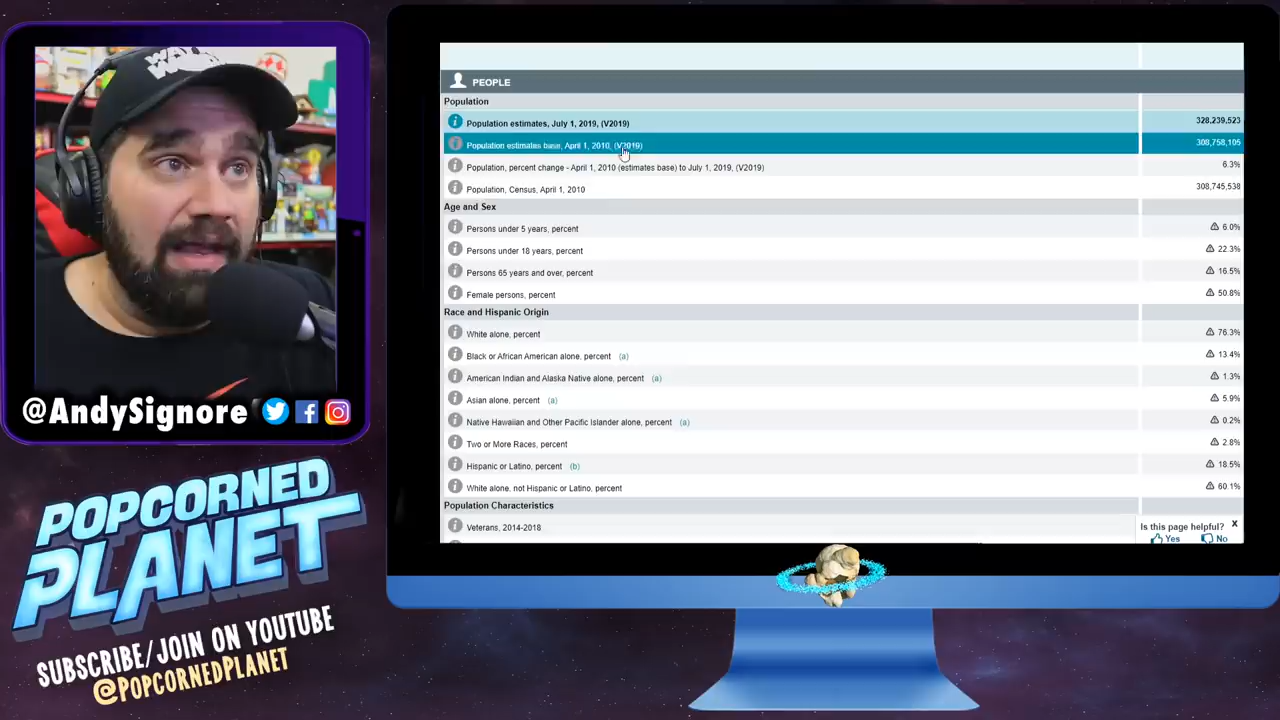 WALT
@AndySignore
POPCORNED
PLANET
SUBSCRIBE/JOIN ON YOUTUBE
@POPCORNEDPLANET
PEOPLE
Population
Population estimates, July 1, 2019, (V2019) 328,239,523
Population estimates base, April 1, 2010, (V2019) 308,758,105
Population, percent change - April 1, 2010 (estimates base) to July 1, 2019, (V2019) 6.3%
Population, Census, April 1, 2010 308,745,538
Age and Sex
Persons under 5 years, percent 6.0%
Persons under 18 years, percent 22.3%
Persons 65 years and over, percent 16.5%
Female persons, percent 50.8%
Race and Hispanic Origin
White alone, percent 76.3%
Black or African American alone, percent (a) 13.4%
American Indian and Alaska Native alone, percent (a) 1.3%
Asian alone, percent (a) 5.9%
Native Hawaiian and Other Pacific Islander alone, percent (a) 0.2%
Two or More Races, percent 2.8%
Hispanic or Latino, percent (b) 18.5%
White alone, not Hispanic or Latino, percent 60.1%
Population Characteristics
Veterans, 2014-2018
Is this page helpful? X
Yes No